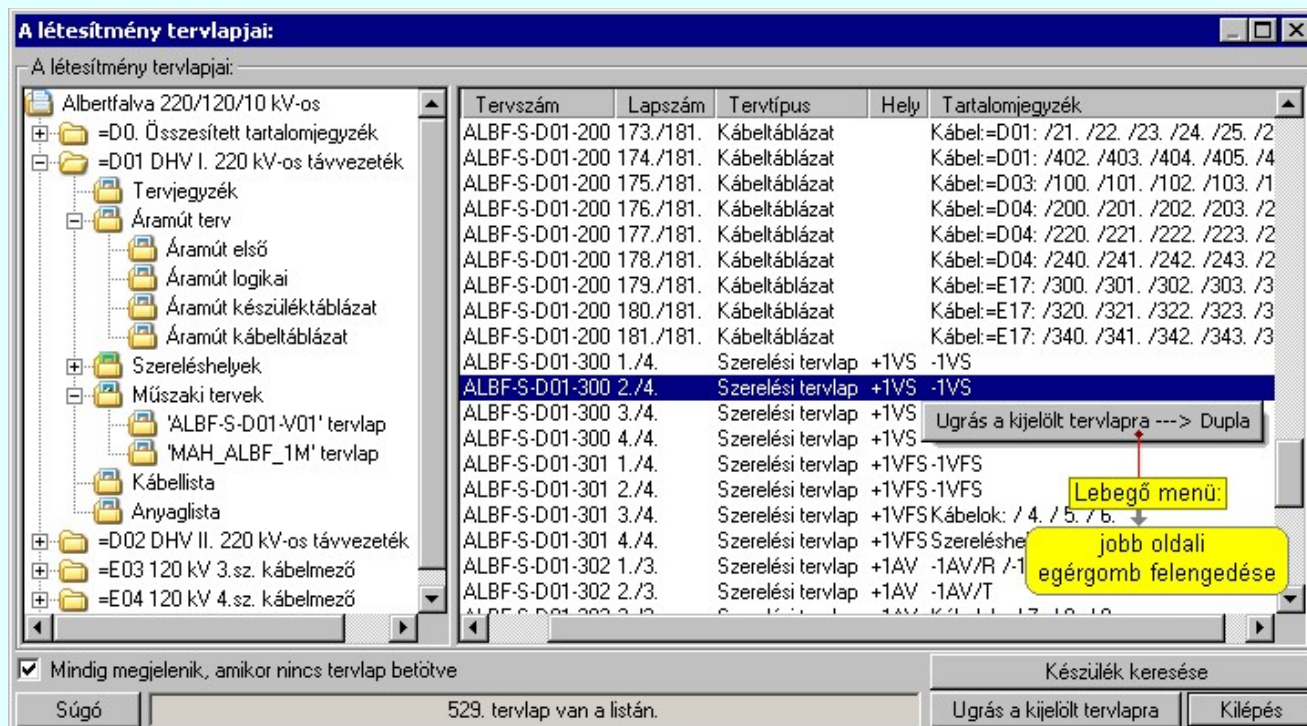 A létesítmény tervlapjai:
A létesítmény tervlapjai:
Albertfalva 220/120/10 kV-os
=D0. Összesített tartalomjegyzék
=D01 DHV I. 220 kV-os távvezeték
Tervjegyzék
Áramút terv
Áramút első
Áramút logikai
Áramút készüléktáblázat
Áramút kábeltáblázat
Szereléshelyek
Műszaki tervek
'ALBF-S-D01-V01' tervlap
'MAH_ALBF_1M' tervlap
Kábellista
Anyaglista
=D02 DHV II. 220 kV-os távvezeték
=E03 120 kV 3.sz. kábelmező
=E04 120 kV 4.sz. kábelmező
Tervszám Lapszám Tervtípus Hely Tartalomjegyzék
ALBF-S-D01-200 173./181. Kábeltáblázat Kábel:=D01: /21. /22. /23. /24. /25. /2
ALBF-S-D01-200 174./181. Kábeltáblázat Kábel:=D01: /402. /403. /404. /405. /4
ALBF-S-D01-200 175./181. Kábeltáblázat Kábel:=D03: /100. /101. /102. /103. /1
ALBF-S-D01-200 176./181. Kábeltáblázat Kábel:=D04: /200. /201. /202. /203. /2
ALBF-S-D01-200 177./181. Kábeltáblázat Kábel:=D04: /220. /221. /222. /223. /2
ALBF-S-D01-200 178./181. Kábeltáblázat Kábel:=D04: /240. /241. /242. /243. /2
ALBF-S-D01-200 179./181. Kábeltáblázat Kábel:=E17: /300. /301. /302. /303. /3
ALBF-S-D01-200 180./181. Kábeltáblázat Kábel:=E17: /320. /321. /322. /323. /3
ALBF-S-D01-200 181./181. Kábeltáblázat Kábel:=E17: /340. /341. /342. /343. /3
ALBF-S-D01-300 1./4. Szerelési tervlap +1VS -1VS
ALBF-S-D01-300 2./4. Szerelési tervlap +1VS -1VS
ALBF-S-D01-300 3./4. Szerelési tervlap +1VS
ALBF-S-D01-300 4./4. Szerelési tervlap +1VS
ALBF-S-D01-301 1./4. Szerelési tervlap +1VFS -1VFS
ALBF-S-D01-301 2./4. Szerelési tervlap +1VFS -1VFS
ALBF-S-D01-301 3./4. Szerelési tervlap +1VFS Kábelok: / 4. / 5. / 6.
ALBF-S-D01-301 4./4. Szerelési tervlap +1VFS
ALBF-S-D01-302 1./3. Szerelési tervlap +1AV -1AV/R /-1
ALBF-S-D01-302 2./3. Szerelési tervlap +1AV -1AV/T
Ugrás a kijelölt tervlapra ---> Dupla
Lebegő menü:
jobb oldali
egérgomb felengedése
Mindig megjelenik, amikor nincs tervlap betötve
Készülék keresése
Súgó
529. tervlap van a listán.
Ugrás a kijelölt tervlapra
Kilépés